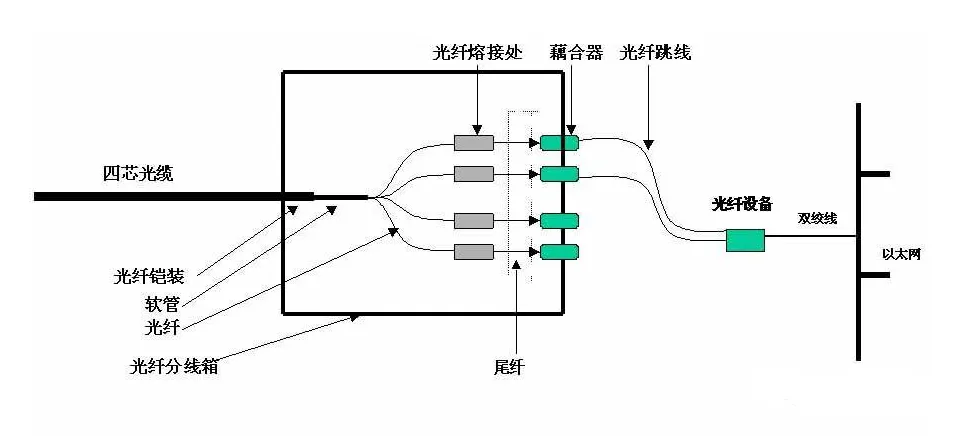 光纤熔接处 藕合器 光纤跳线
四芯光缆
光纤设备
双绞线
以太网
光纤铠装
软管
光纤
光纤分线箱
尾纤